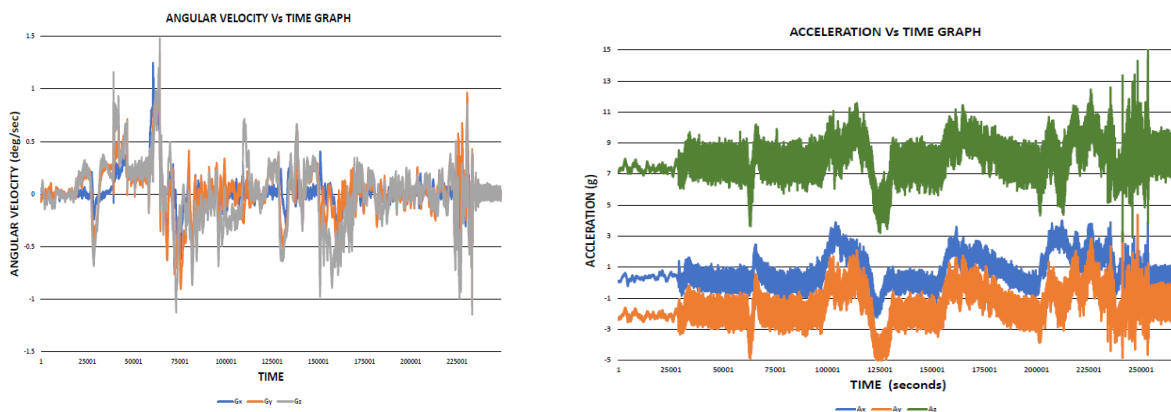 ANGULAR VELOCITY Vs TIME GRAPH
ANGULAR VELOCITY (deg/sec)
1.5
1
0.5
0
-0.5
-1
-1.5
1 25001 50001 75001 100001 125001 150001 175001 200001 225001
TIME
Gx Gy Gz
ACCELERATION Vs TIME GRAPH
ACCLERATION (g)
15
13
11
9
7
5
3
1
-1
-3
-5
1 25001 50001 75001 100001 125001 150001 175001 200001 225001 250001
TIME (seconds)
Ax Ay Az